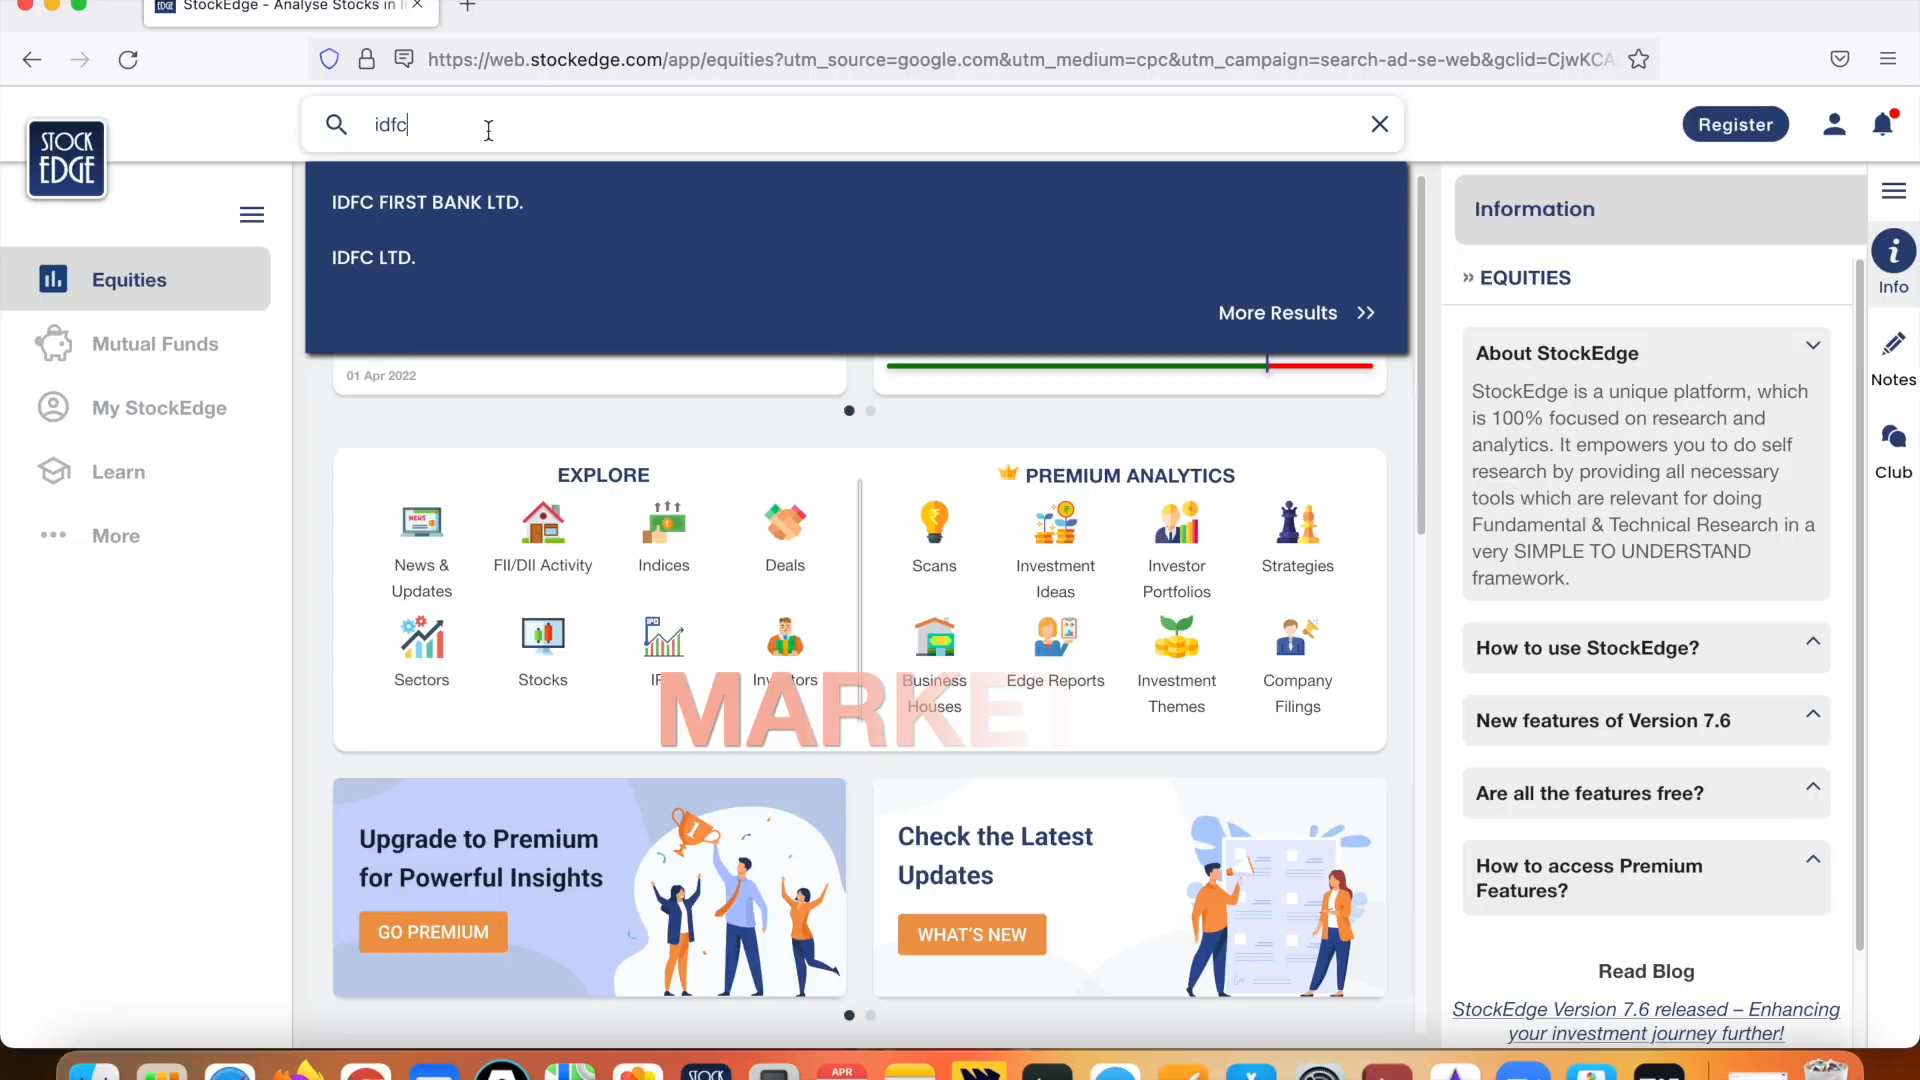 StockEdge - Analyse Stocks in I
https://web.stockedge.com/app/equities?utm_source=google.com&utm_medium=cpc&utm_campaign=search-ad-se-web&gclid=CjwKCA
STOCK
EDGE
idfc
Register
IDFC FIRST BANK LTD.
IDFC LTD.
More Results
Equities
Mutual Funds
My StockEdge
Learn
More
01 Apr 2022
EXPLORE
News &
Updates
FII/DII Activity
Indices
Deals
Sectors
Stocks
Investors
PREMIUM ANALYTICS
Scans
Investment
Ideas
Investor
Portfolios
Strategies
Business
Houses
Edge Reports
Investment
Themes
Company
Filings
MARKET
Upgrade to Premium
for Powerful Insights
GO PREMIUM
Check the Latest
Updates
WHAT'S NEW
Information
EQUITIES
About StockEdge
StockEdge is a unique platform, which
is 100% focused on research and
analytics. It empowers you to do self
research by providing all necessary
tools which are relevant for doing
Fundamental & Technical Research in a
very SIMPLE TO UNDERSTAND
framework.
How to use StockEdge?
New features of Version 7.6
Are all the features free?
How to access Premium
Features?
Read Blog
StockEdge Version 7.6 released – Enhancing
your investment journey further!
Info
Notes
Club
STOCK
APR